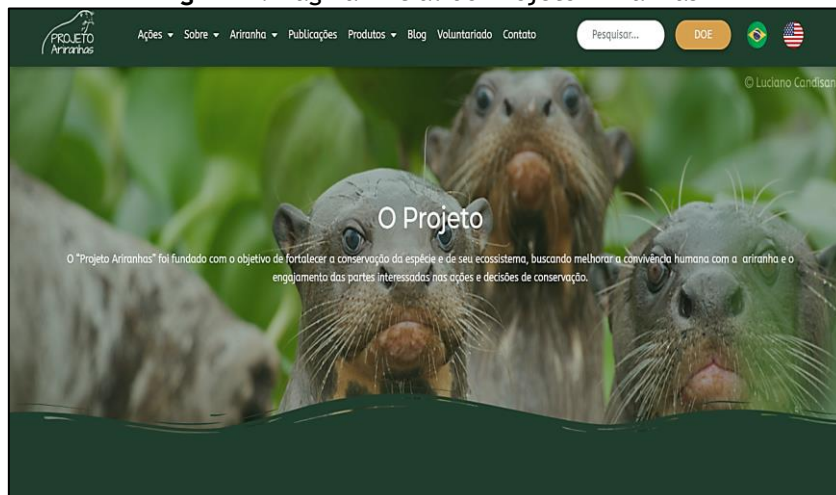 PROJETO
Ariranhas
Ações
Sobre
Ariranha
Publicações
Produtos
Blog
Voluntariado
Contato
Pesquisar...
DOE
© Luciano Candisan
O Projeto
O "Projeto Ariranhas" foi fundado com o objetivo de fortalecer a conservação da espécie e de seu ecossistema, buscando melhorar a convivência humana com a ariranha e o
engajamento das partes interessadas nas ações e decisões de conservação.